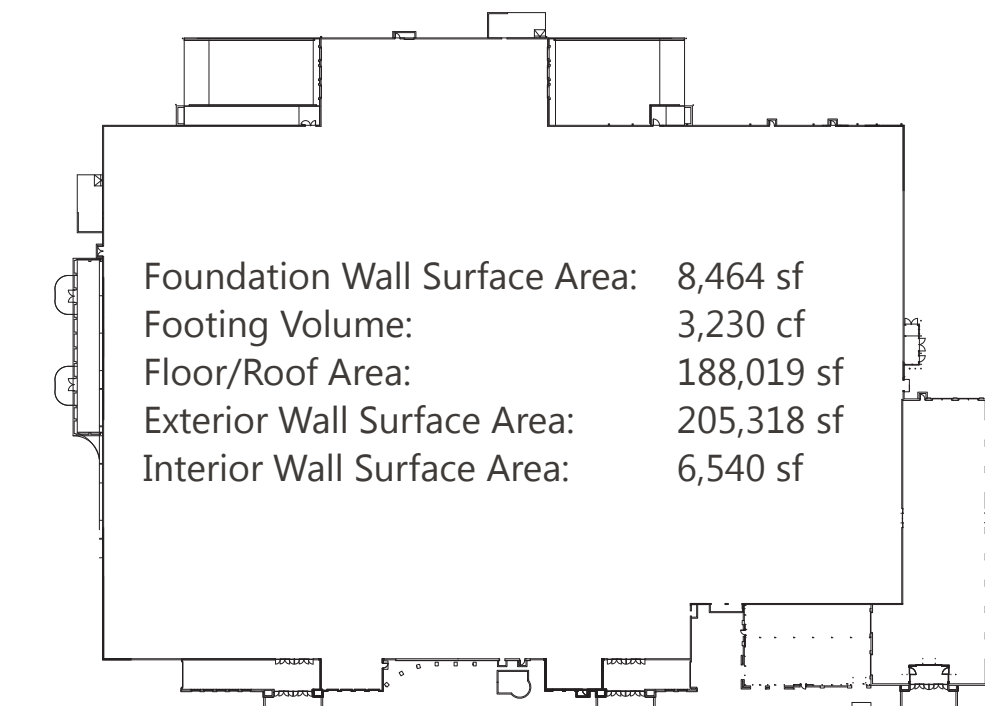 Foundation Wall Surface Area: 8,464 sf
Footing Volume: 3,230 cf
Floor/Roof Area: 188,019 sf
Exterior Wall Surface Area: 205,318 sf
Interior Wall Surface Area: 6,540 sf